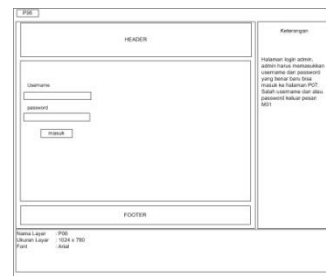 P06
HEADER
Username
password
masuk
FOOTER
Keterangan
Halaman login admin,
admin harus memasukkan
username dan password
yang benar baru bisa
masuk ke halaman P07.
Salah username dan atau
password keluar pesan
M01
Nama Layar : P06
Ukuran Layar : 1024 x 780
Font : Arial